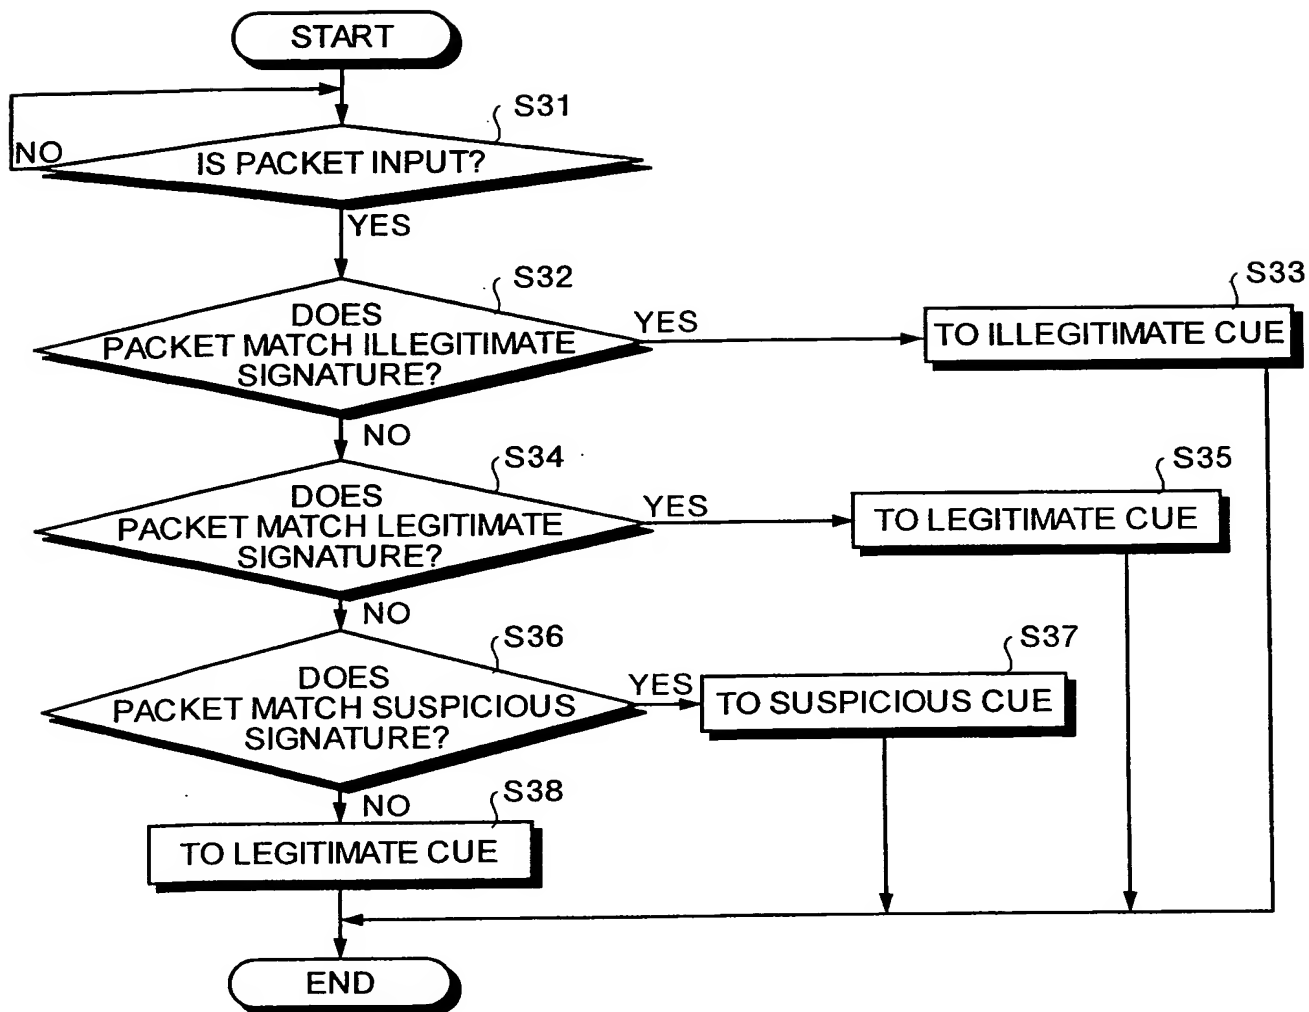 START
S31
NO
IS PACKET INPUT?
YES
S32
DOES
PACKET MATCH ILLEGITIMATE
SIGNATURE?
YES
S33
TO ILLEGITIMATE CUE
NO
S34
DOES
PACKET MATCH LEGITIMATE
SIGNATURE?
YES
S35
TO LEGITIMATE CUE
NO
S36
DOES
PACKET MATCH SUSPICIOUS
SIGNATURE?
YES
S37
TO SUSPICIOUS CUE
NO
S38
TO LEGITIMATE CUE
END